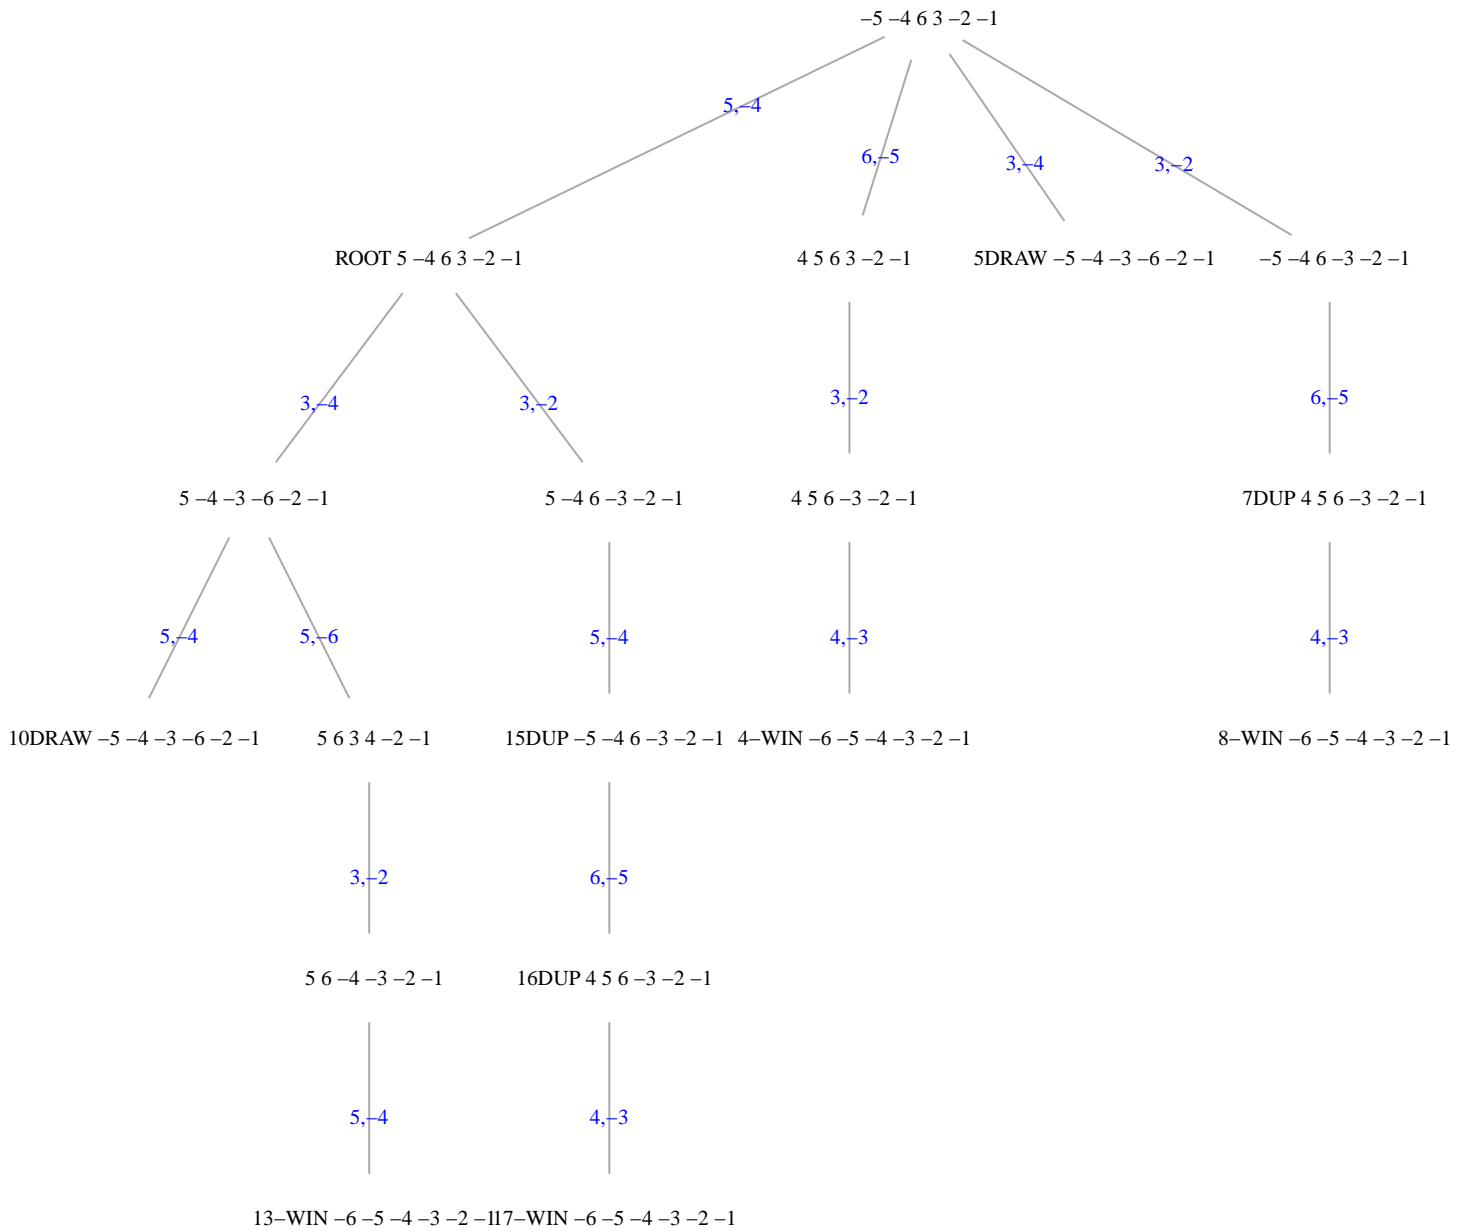 –5 –4 6 3 –2 –1
5,–4
6,–5
3,–4
3,–2
ROOT 5 –4 6 3 –2 –1
4 5 6 3 –2 –1
5DRAW –5 –4 –3 –6 –2 –1
–5 –4 6 –3 –2 –1
3,–4
3,–2
3,–2
6,–5
5 –4 –3 –6 –2 –1
5 –4 6 –3 –2 –1
4 5 6 –3 –2 –1
7DUP 4 5 6 –3 –2 –1
5,–4
5,–6
5,–4
4,–3
4,–3
10DRAW –5 –4 –3 –6 –2 –1
5 6 3 4 –2 –1
15DUP –5 –4 6 –3 –2 –1
4–WIN –6 –5 –4 –3 –2 –1
8–WIN –6 –5 –4 –3 –2 –1
3,–2
6,–5
5 6 –4 –3 –2 –1
16DUP 4 5 6 –3 –2 –1
5,–4
4,–3
13–WIN –6 –5 –4 –3 –2 –1
17–WIN –6 –5 –4 –3 –2 –1